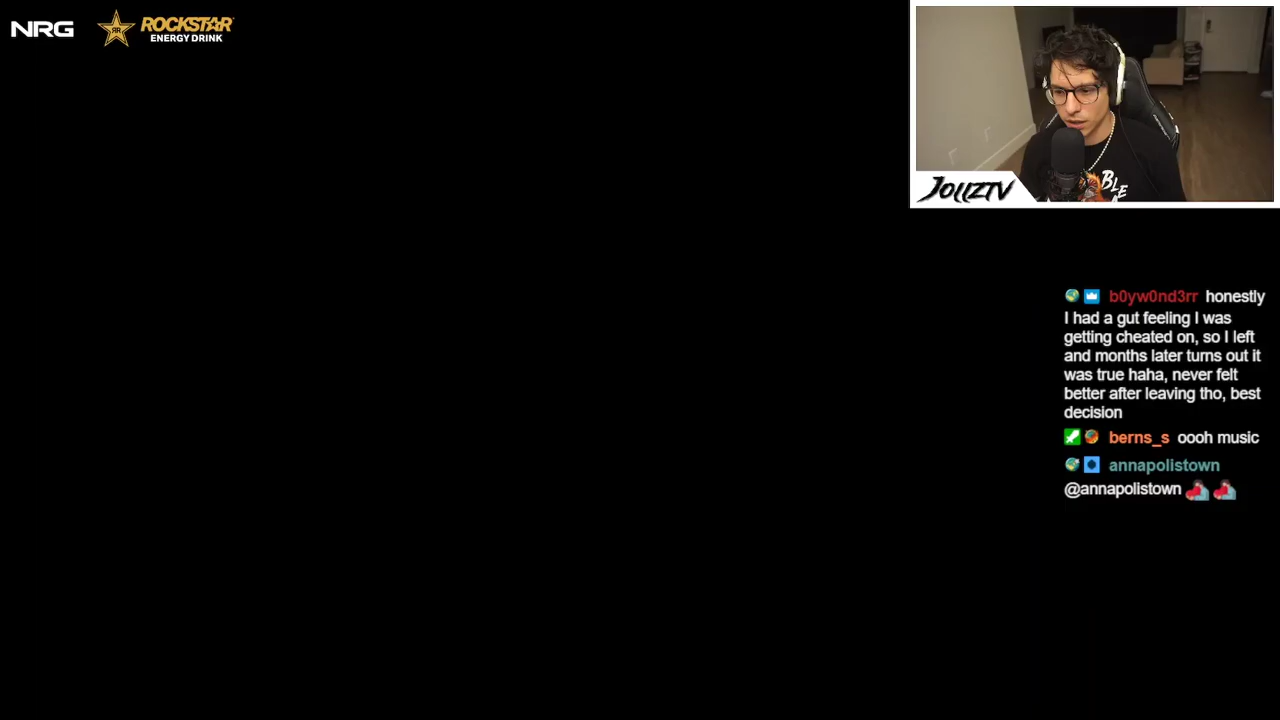 NRG
ROCKSTAR
ENERGY DRINK
BLE
JOLLZTV
b0yw0nd3rr honestly
I had a gut feeling I was
getting cheated on, so I left
and months later turns out it
was true haha, never felt
better after leaving tho, best
decision
berns_s oooh music
annapolistown
@annapolistown